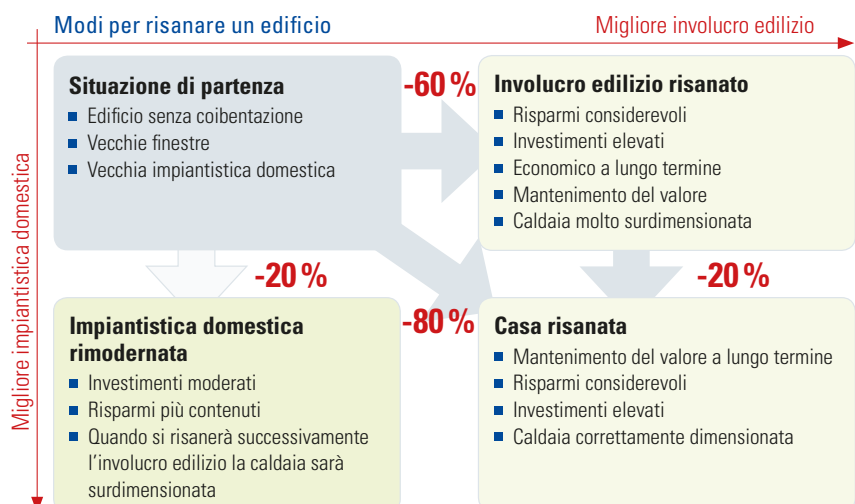 Modi per risanare un edificio
Migliore involucro edilizio
Migliore impiantistica domestica
Situazione di partenza
Edificio senza coibentazione
Vecchie finestre
Vecchia impiantistica domestica
-60 %
Involucro edilizio risanato
Risparmi considerevoli
Investimenti elevati
Economico a lungo termine
Mantenimento del valore
Caldaia molto surdimensionata
-20 %
-20 %
Impiantistica domestica
rimodernata
Investimenti moderati
Risparmi più contenuti
Quando si risanerà successivamente
l'involucro edilizio la caldaia sarà
surdimensionata
-80 %
Casa risanata
Mantenimento del valore a lungo termine
Risparmi considerevoli
Investimenti elevati
Caldaia correttamente dimensionata